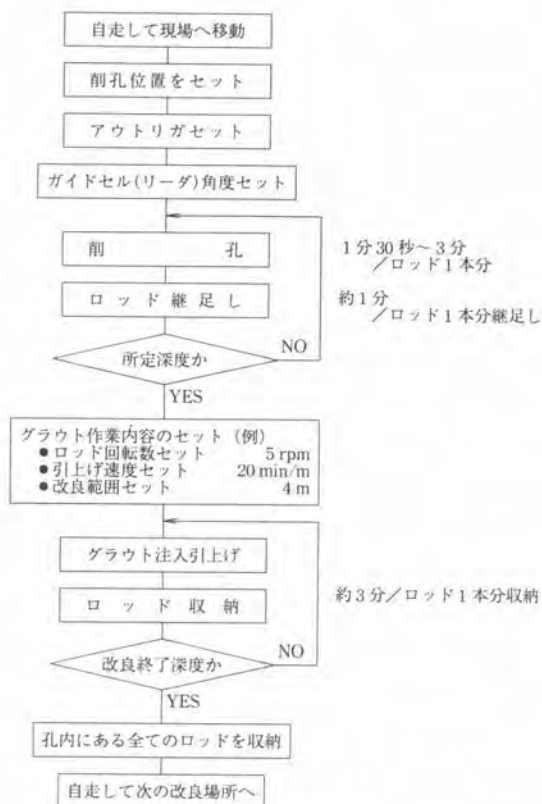 自走して現場へ移動
削孔位置をセット
アウトリガセット
ガイドセル(リーダ)角度セット
削孔
1分30秒～3分
／ロッド1本分
ロッド継足し
約1分
／ロッド1本分継足し
所定深度か
NO
YES
グラウト作業内容のセット (例)
●ロッド回転数セット 5 rpm
●引上げ速度セット 20 min/m
●改良範囲セット 4 m
グラウト注入引上げ
ロッド収納
約3分／ロッド1本分収納
改良終了深度か
NO
YES
孔内にある全てのロッドを収納
自走して次の改良場所へ